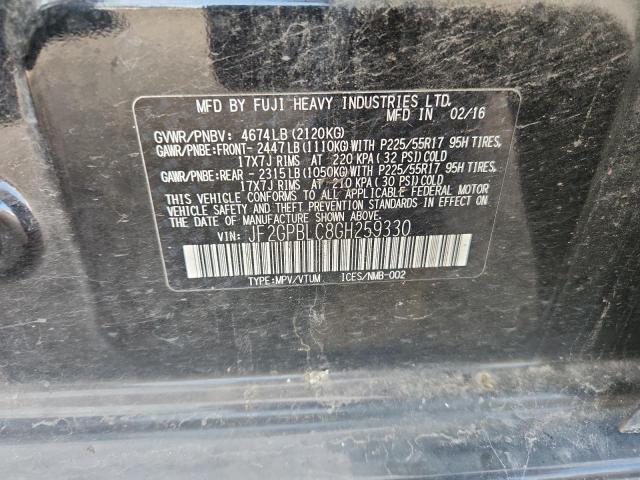 MFD BY FUJI HEAVY INDUSTRIES LTD.
MFD IN 02/16
GVWR/PNBV: 4674LB(2120KG)
GAWR/PNBE:FRONT- 2447LB(1110KG)WITH P225/55R17 95H TIRES,
17X7J RIMS AT 220 KPA(32 PSI)COLD
GAWR/PNBE:REAR - 2315LB(1050KG)WITH P225/55R17 95H TIRES,
17X7J RIMS AT 210 KPA(30 PSI)COLD
THIS VEHICLE CONFORMS TO ALL APPLICABLE FEDERAL MOTOR
VEHICLE SAFETY AND BUMPER STANDARDS IN EFFECT ON
THE DATE OF MANUFACTURE SHOWN ABOVE.
VIN: JF2GPBLC8GH259330
TYPE:MPV/VTUM ICES/NMB-002